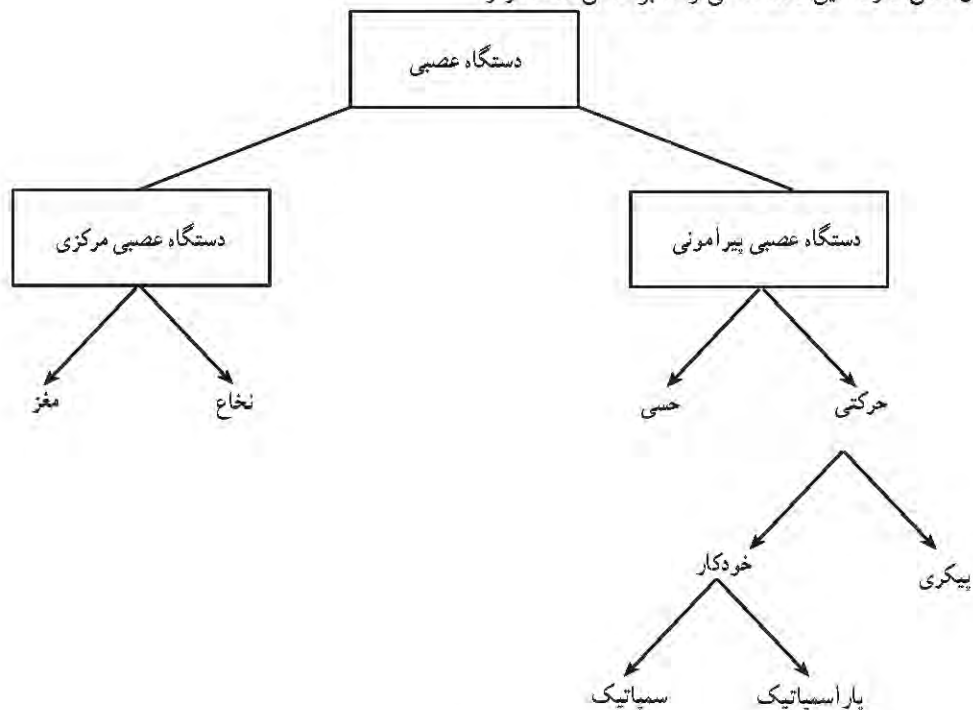 دستگاه عصبی
دستگاه عصبی پیرامونی
دستگاه عصبی مرکزی
حرکتی
حسی
نخاع
مغز
پیکری
خودکار
پاراسمپاتیک
سمپاتیک